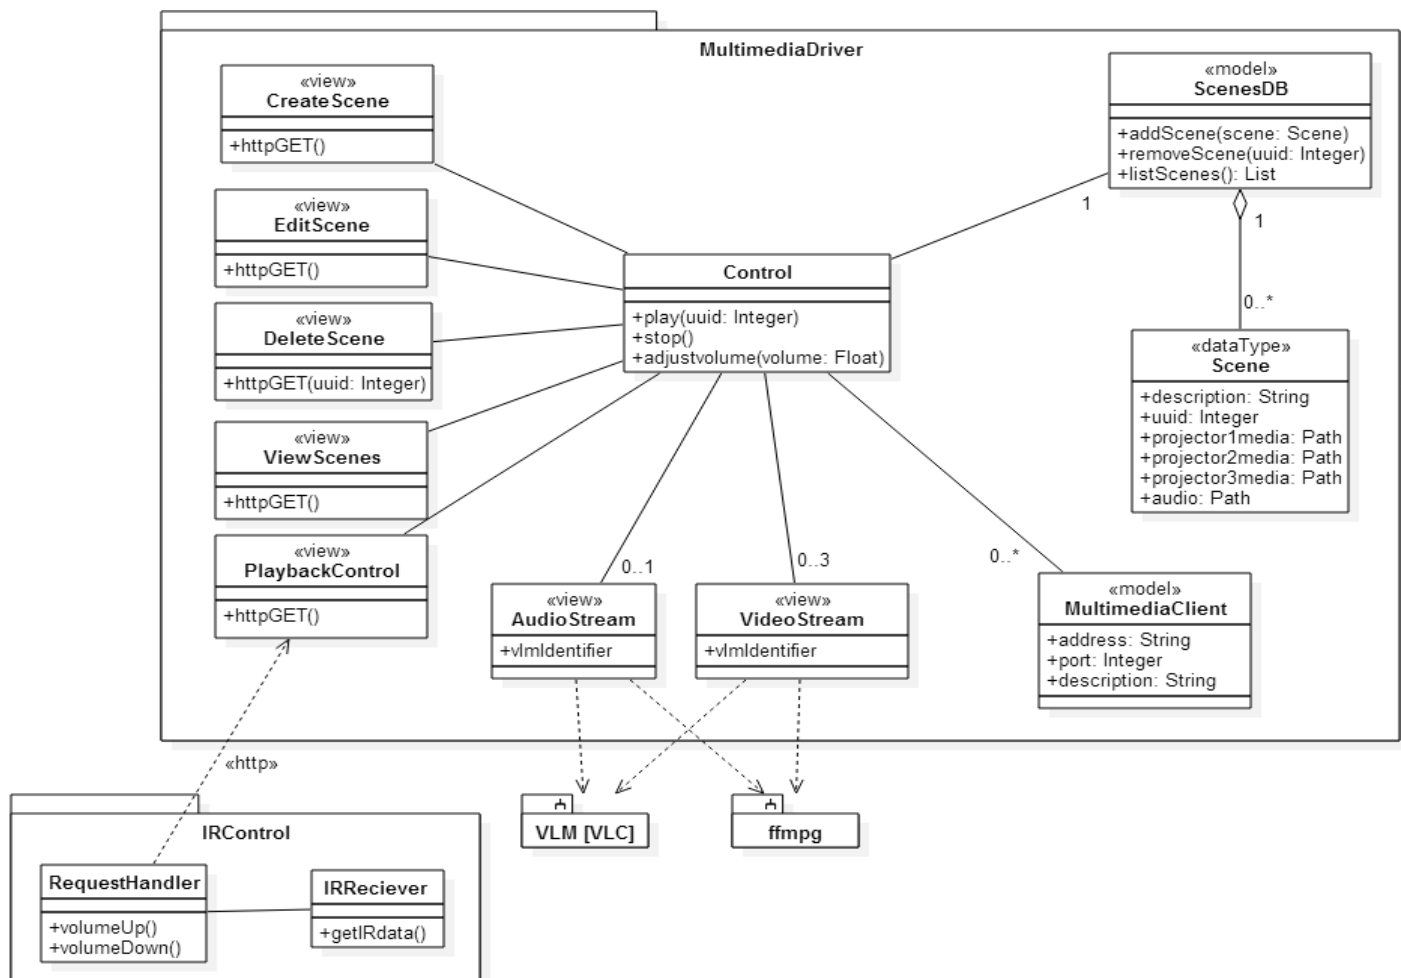 MultimediaDriver
«view»
CreateScene
+httpGET()
«view»
EditScene
+httpGET()
«view»
DeleteScene
+httpGET(uuid: Integer)
«view»
ViewScenes
+httpGET()
«view»
PlaybackControl
+httpGET()
Control
+play(uuid: Integer)
+stop()
+adjustvolume(volume: Float)
«model»
ScenesDB
+addScene(scene: Scene)
+removeScene(uuid: Integer)
+listScenes(): List
1
1
0..*
«dataType»
Scene
+description: String
+uuid: Integer
+projector1media: Path
+projector2media: Path
+projector3media: Path
+audio: Path
0..1
0..3
0..*
«view»
AudioStream
+vlmIdentifier
«view»
VideoStream
+vlmIdentifier
«model»
MultimediaClient
+address: String
+port: Integer
+description: String
«http»
VLM [VLC]
ffmpg
IRControl
RequestHandler
+volumeUp()
+volumeDown()
IRReciever
+getIRdata()